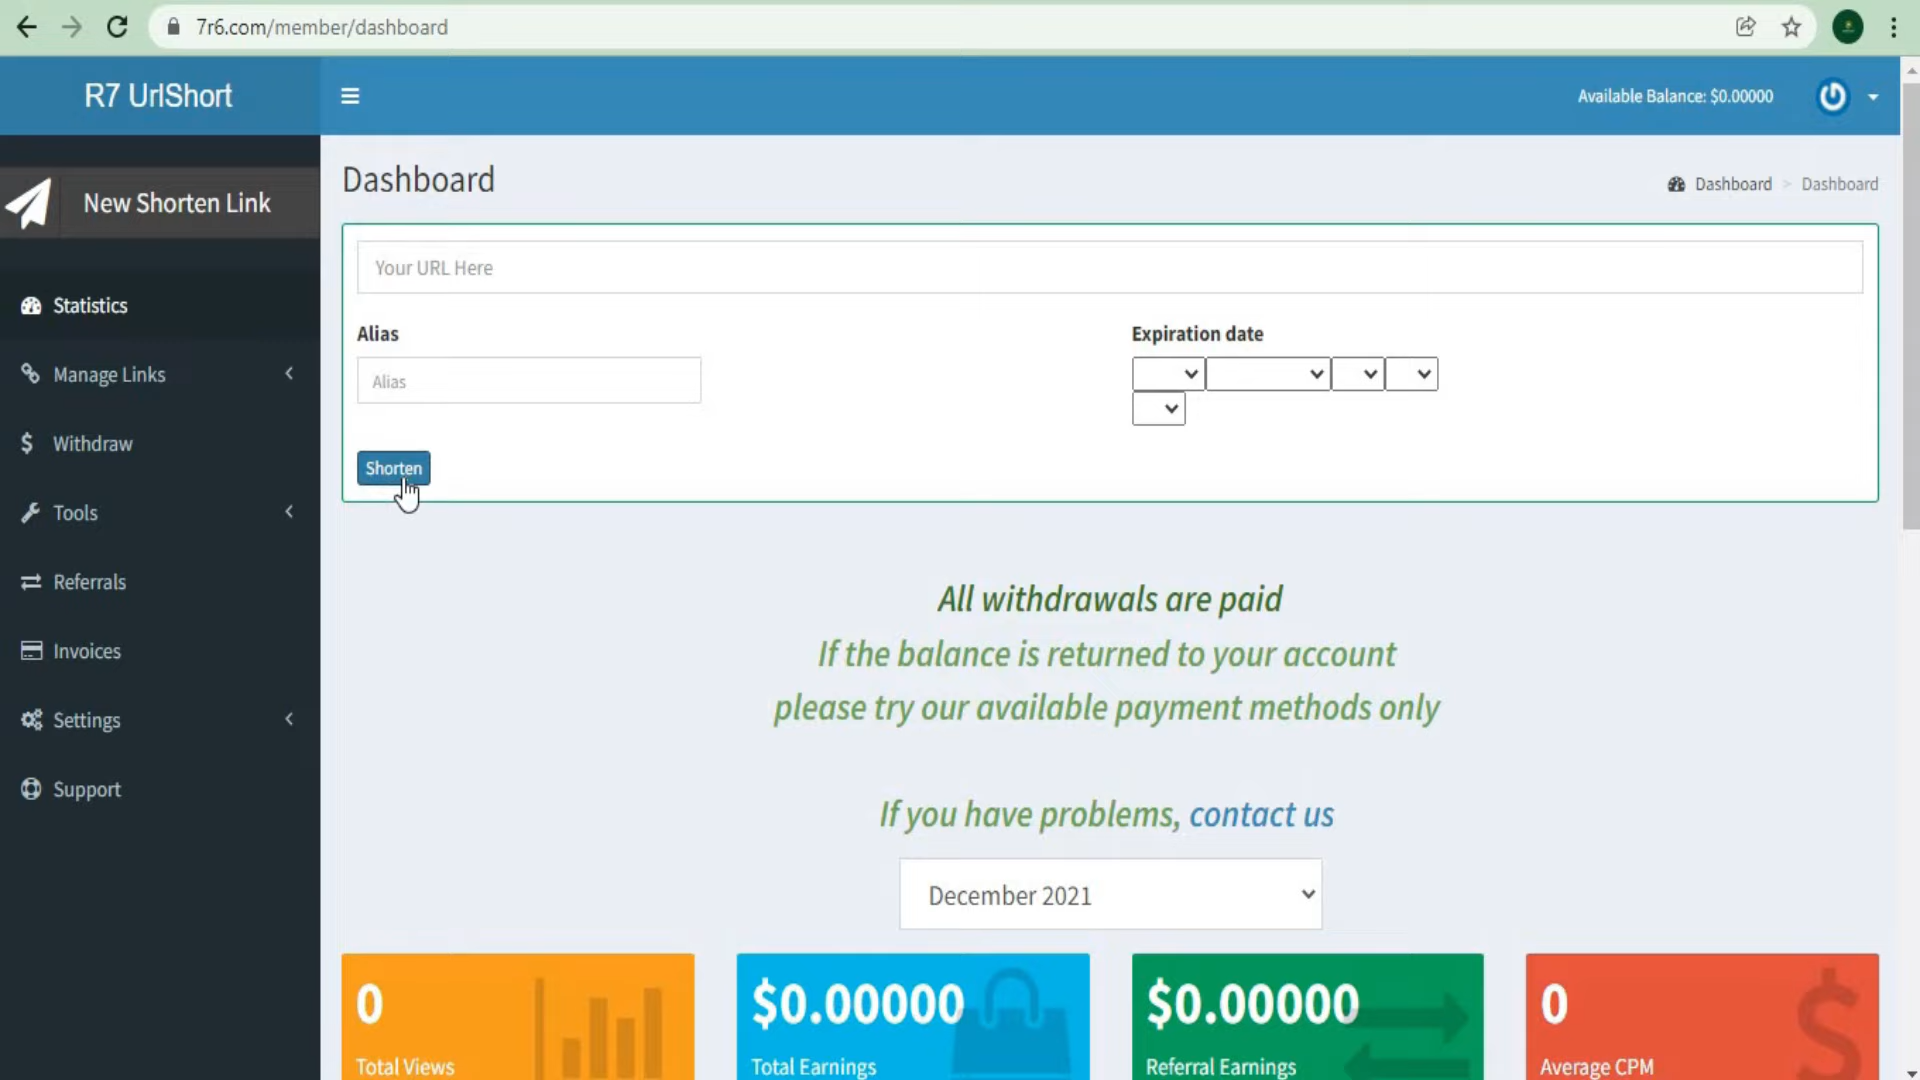 7r6.com/member/dashboard
R7 UrlShort
Available Balance: $0.00000
New Shorten Link
Dashboard
Dashboard > Dashboard
Your URL Here
Statistics
Manage Links
Withdraw
Tools
Referrals
Invoices
Settings
Support
Alias
Expiration date
Alias
Shorten
All withdrawals are paid
If the balance is returned to your account
please try our available payment methods only
If you have problems, contact us
December 2021
0
Total Views
$0.00000
Total Earnings
$0.00000
Referral Earnings
0
Average CPM